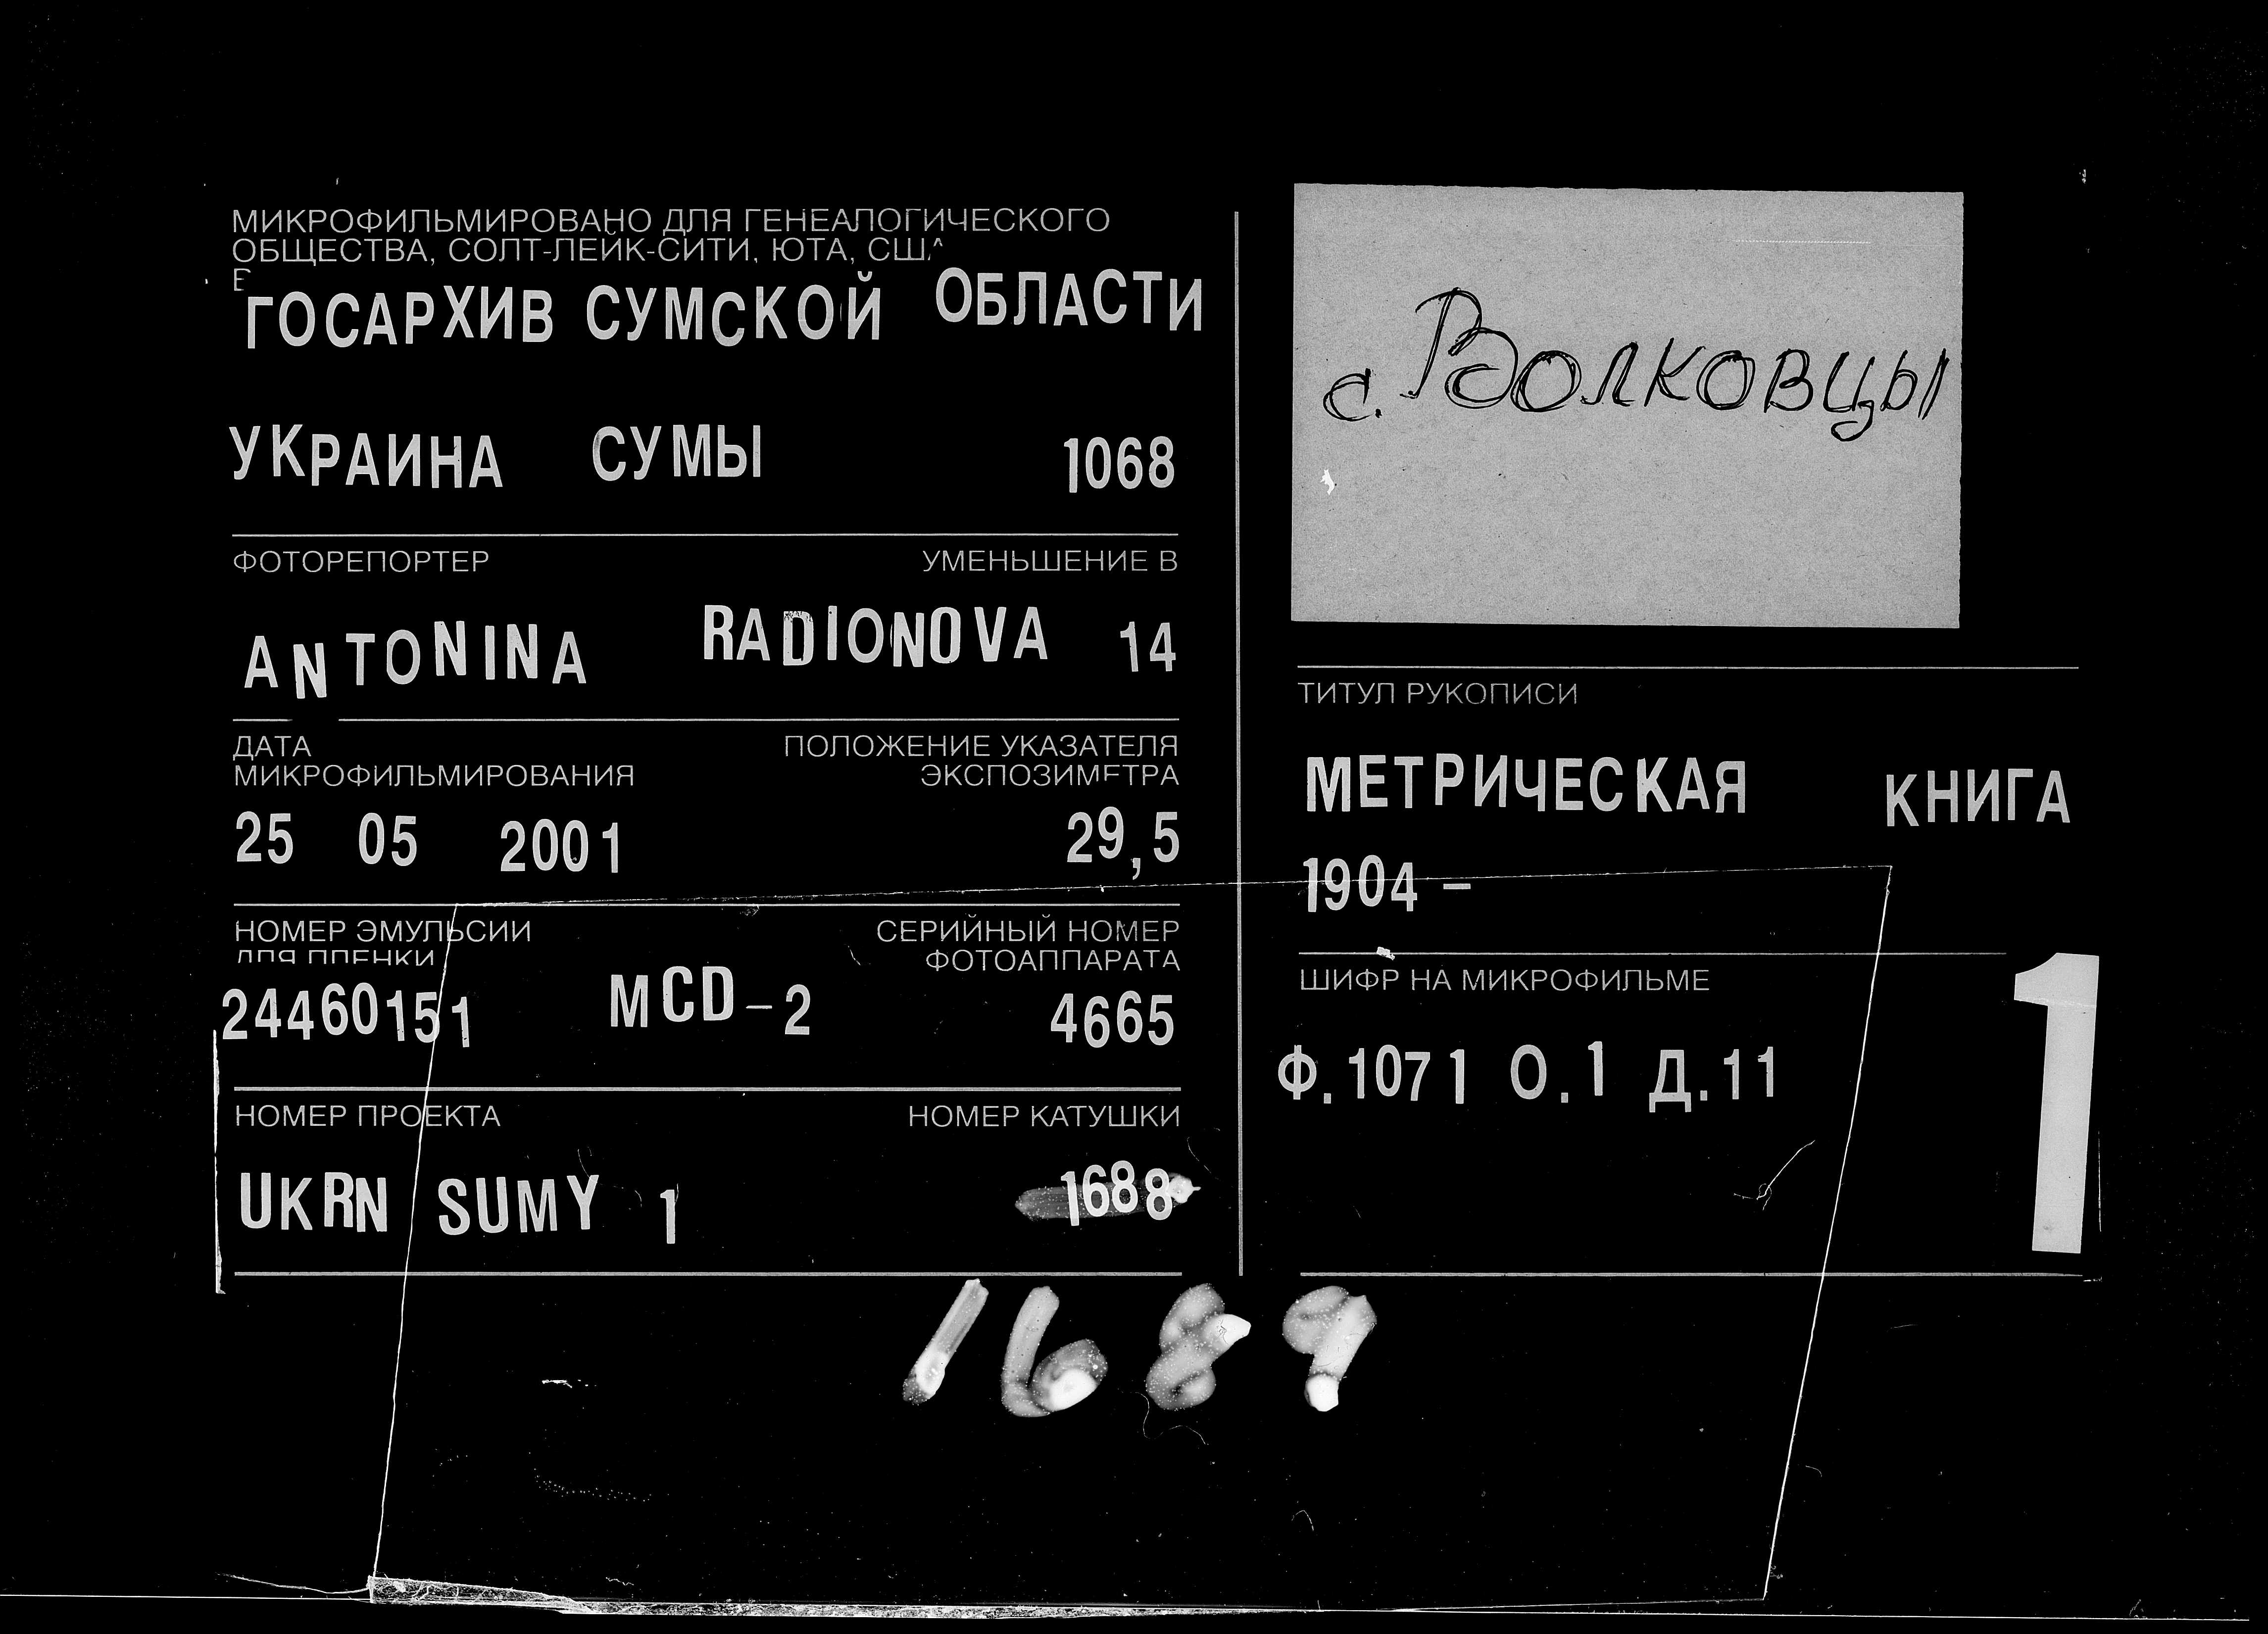 МИКРОФИЛЬМИРОВАНО ДЛЯ ГЕНЕАЛОГИЧЕСКОГО
ОБЩЕСТВА, СОЛТ-ЛЕЙК-СИТИ, ЮТА, США
В
ГОСАРХИВ СУМСКОЙ ОБЛАСТИ
УКРАИНА СУМЫ 1068
ФОТОРЕПОРТЕР УМЕНЬШЕНИЕ В
ANTONINA RADIONOVA 14
ДАТА ПОЛОЖЕНИЕ УКАЗАТЕЛЯ
МИКРОФИЛЬМИРОВАНИЯ ЭКСПОЗИМЕТРА
25 05 2001 29,5
НОМЕР ЭМУЛЬСИИ СЕРИЙНЫЙ НОМЕР
ДЛЯ ПЛЕНКИ ФОТОАППАРАТА
24460151 MCD-2 4665
НОМЕР ПРОЕКТА НОМЕР КАТУШКИ
UKRN SUMY 1 1688
1689
с. Волковцы
ТИТУЛ РУКОПИСИ
МЕТРИЧЕСКАЯ КНИГА
1904 –
ШИФР НА МИКРОФИЛЬМЕ
Ф.1071 О.1 Д.11
1